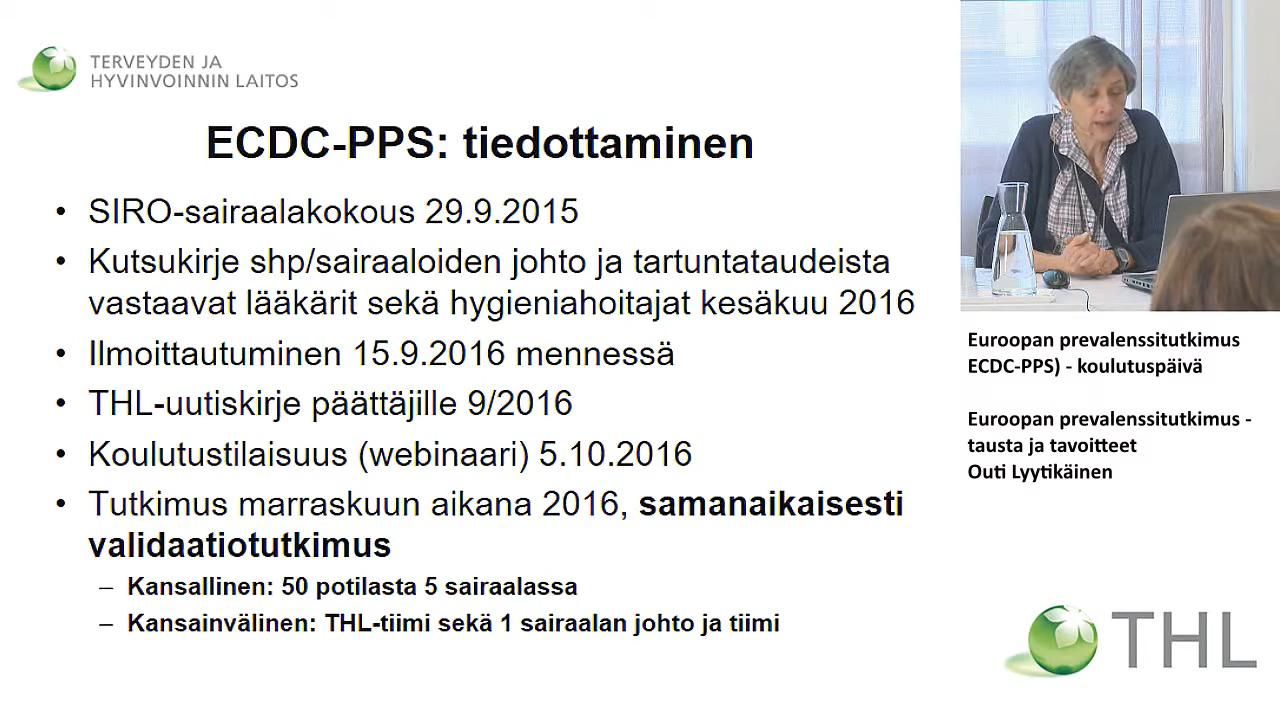 TERVEYDEN JA
HYVINVOINNIN LAITOS
ECDC-PPS: tiedottaminen
• SIRO-sairaalakokous 29.9.2015
• Kutsukirje shp/sairaaloiden johto ja tartuntataudeista
vastaavat lääkärit sekä hygieniahoitajat kesäkuu 2016
• Ilmoittautuminen 15.9.2016 mennessä
• THL-uutiskirje päättäjille 9/2016
• Koulutustilaisuus (webinaari) 5.10.2016
• Tutkimus marraskuun aikana 2016, samanaikaisesti
validaatiotutkimus
– Kansallinen: 50 potilasta 5 sairaalassa
– Kansainvälinen: THL-tiimi sekä 1 sairaalan johto ja tiimi
Euroopan prevalenssitutkimus
ECDC-PPS) - koulutuspäivä
Euroopan prevalenssitutkimus -
tausta ja tavoitteet
Outi Lyytikäinen
THL